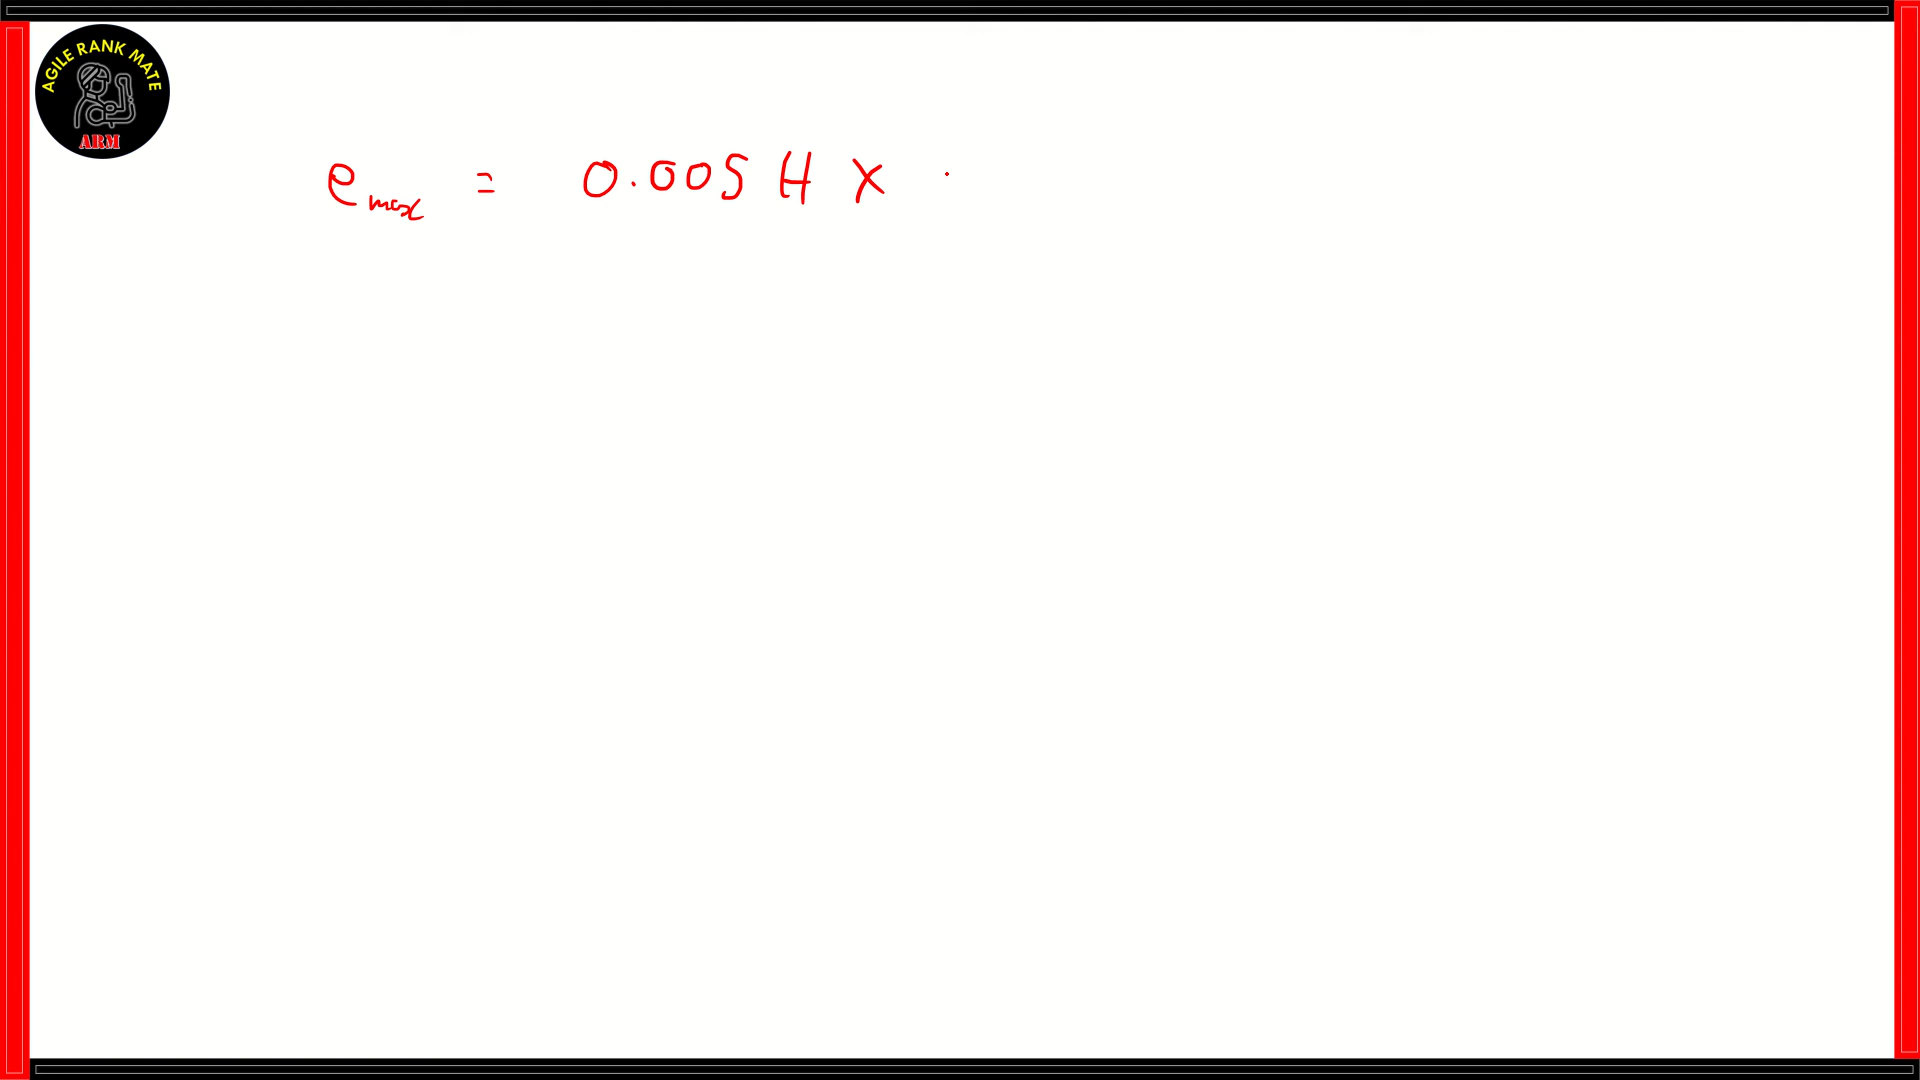 AGILE RANK MATE
ARM
e max = 0.005 H X .